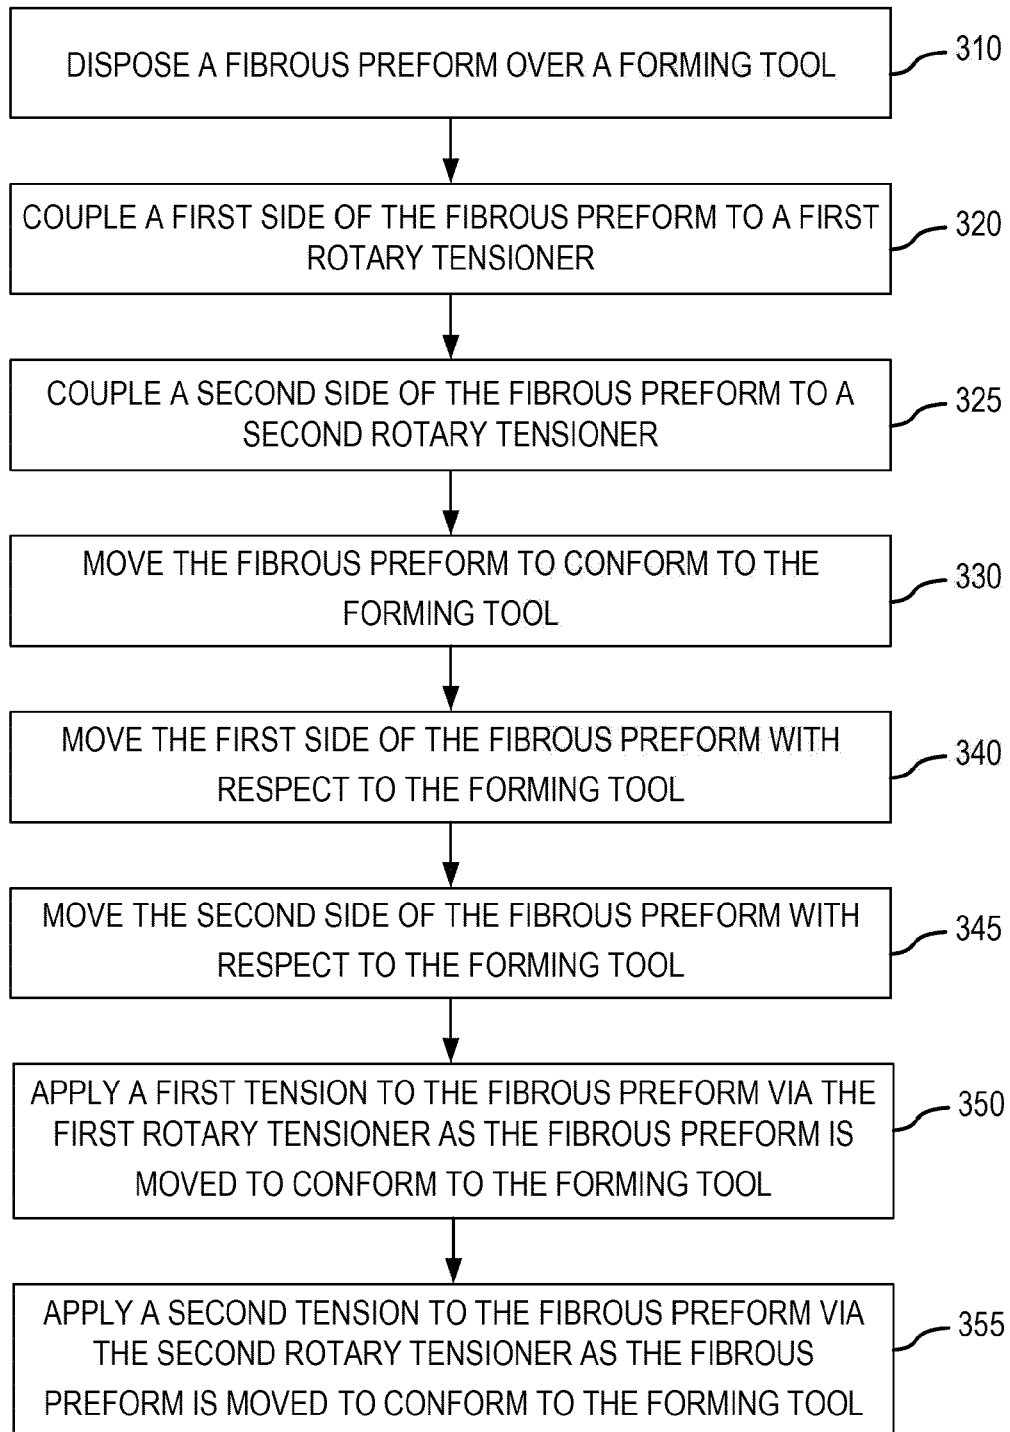 DISPOSE A FIBROUS PREFORM OVER A FORMING TOOL
310
COUPLE A FIRST SIDE OF THE FIBROUS PREFORM TO A FIRST
ROTARY TENSIONER
320
COUPLE A SECOND SIDE OF THE FIBROUS PREFORM TO A
SECOND ROTARY TENSIONER
325
MOVE THE FIBROUS PREFORM TO CONFORM TO THE
FORMING TOOL
330
MOVE THE FIRST SIDE OF THE FIBROUS PREFORM WITH
RESPECT TO THE FORMING TOOL
340
MOVE THE SECOND SIDE OF THE FIBROUS PREFORM WITH
RESPECT TO THE FORMING TOOL
345
APPLY A FIRST TENSION TO THE FIBROUS PREFORM VIA THE
FIRST ROTARY TENSIONER AS THE FIBROUS PREFORM IS
MOVED TO CONFORM TO THE FORMING TOOL
350
APPLY A SECOND TENSION TO THE FIBROUS PREFORM VIA
THE SECOND ROTARY TENSIONER AS THE FIBROUS
PREFORM IS MOVED TO CONFORM TO THE FORMING TOOL
355